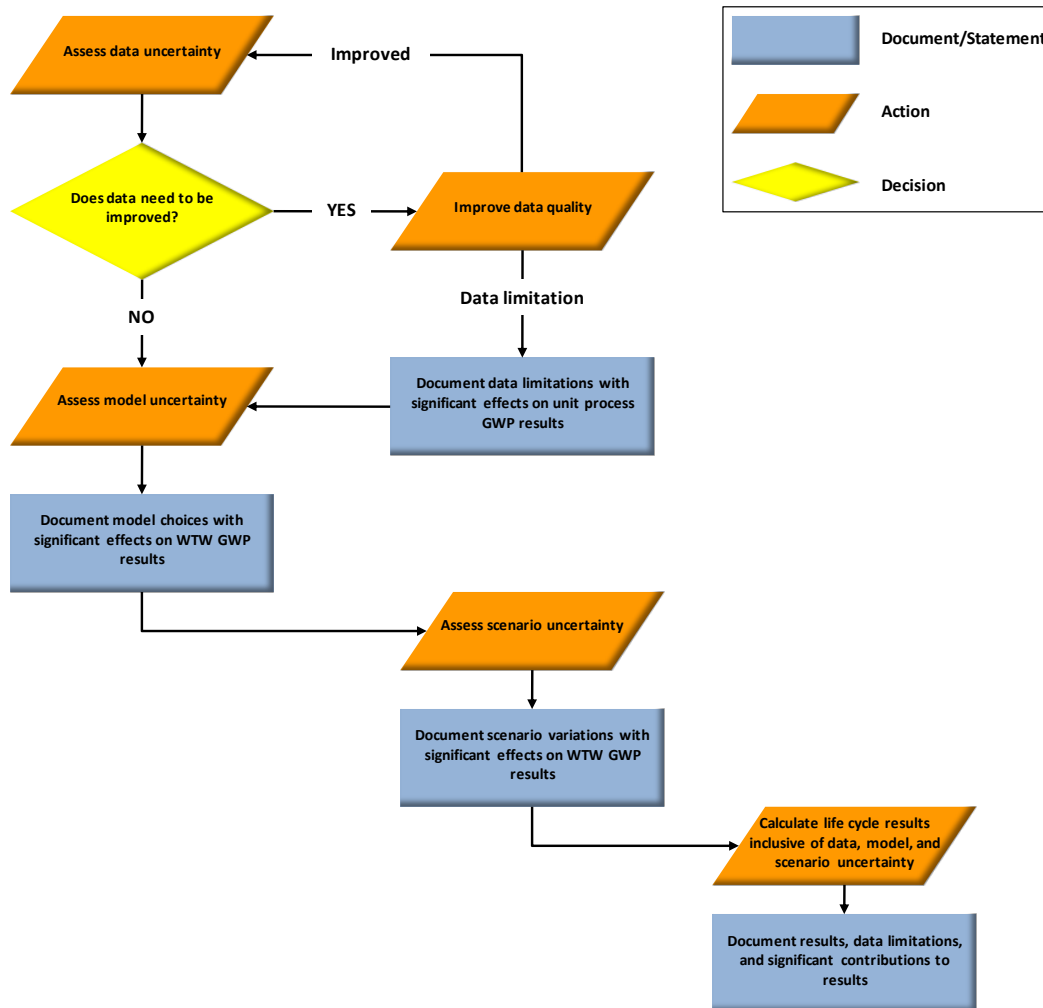 Assess data uncertainty
Improved
Document/Statement
Action
Decision
Does data need to be
improved?
YES
Improve data quality
NO
Data limitation
Assess model uncertainty
Document data limitations with
significant effects on unit process
GWP results
Document model choices with
significant effects on WTW GWP
results
Assess scenario uncertainty
Document scenario variations with
significant effects on WTW GWP
results
Calculate life cycle results
inclusive of data, model, and
scenario uncertainty
Document results, data limitations,
and significant contributions to
results